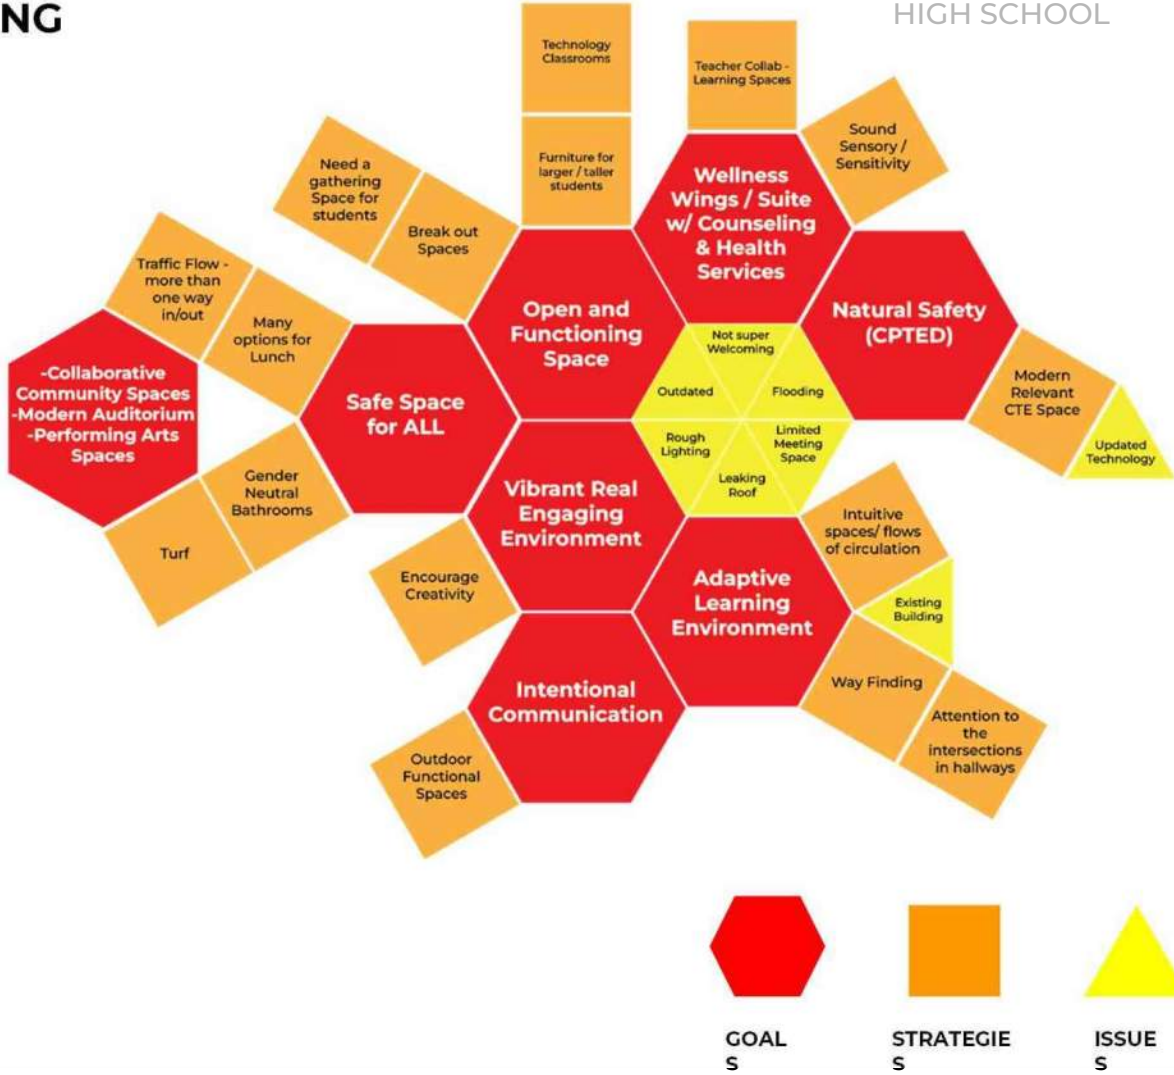 NG
HIGH SCHOOL
Technology
Classrooms
Teacher Collab -
Learning Spaces
Furniture for
larger / taller
students
Sound
Sensory /
Sensitivity
Need a
gathering
Space for
students
Break out
Spaces
Wellness
Wings / Suite
w/ Counseling
& Health
Services
Traffic Flow -
more than
one way
in/out
Many
options for
Lunch
Open and
Functioning
Space
Natural Safety
(CPTED)
Not super
Welcoming
Outdated
Flooding
Rough
Lighting
Limited
Meeting
Space
Leaking
Roof
-Collaborative
Community Spaces
-Modern Auditorium
-Performing Arts
Spaces
Safe Space
for ALL
Modern
Relevant
CTE Space
Updated
Technology
Gender
Neutral
Bathrooms
Turf
Vibrant Real
Engaging
Environment
Intuitive
spaces/ flows
of circulation
Encourage
Creativity
Adaptive
Learning
Environment
Existing
Building
Way Finding
Intentional
Communication
Attention to
the
intersections
in hallways
Outdoor
Functional
Spaces
GOAL
S
STRATEGIE
S
ISSUE
S